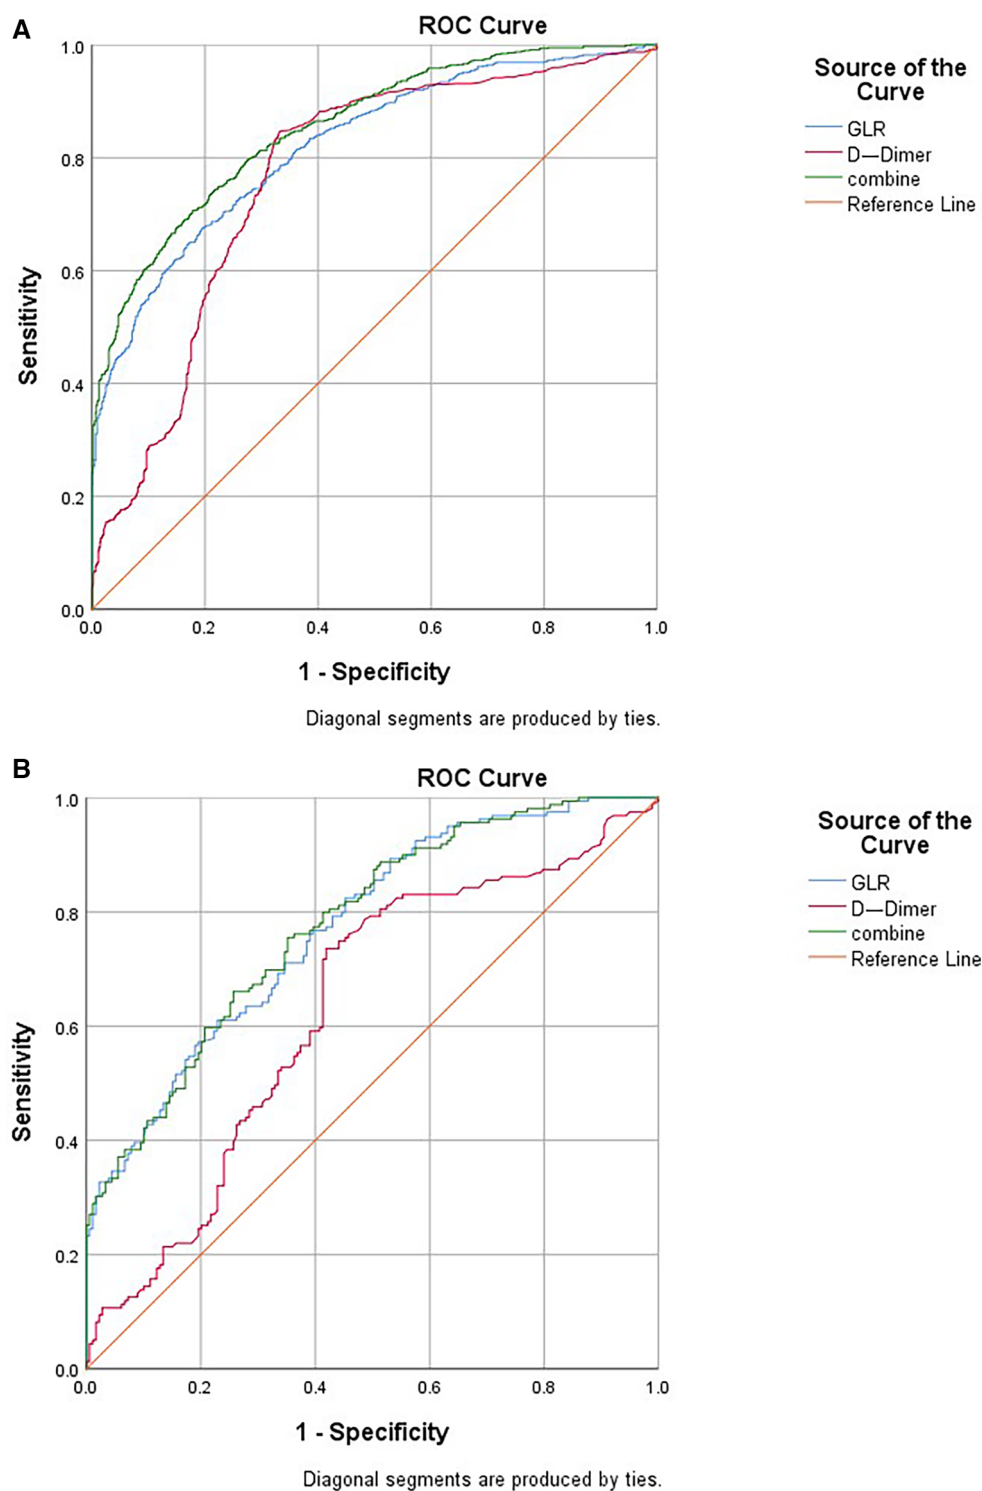 A
ROC Curve
Source of the
Curve
GLR
D—Dimer
combine
Reference Line
Sensitivity
1.0
0.8
0.6
0.4
0.2
0.0
0.0 0.2 0.4 0.6 0.8 1.0
1 - Specificity
Diagonal segments are produced by ties.
B
ROC Curve
Source of the
Curve
GLR
D—Dimer
combine
Reference Line
Sensitivity
1.0
0.8
0.6
0.4
0.2
0.0
0.0 0.2 0.4 0.6 0.8 1.0
1 - Specificity
Diagonal segments are produced by ties.